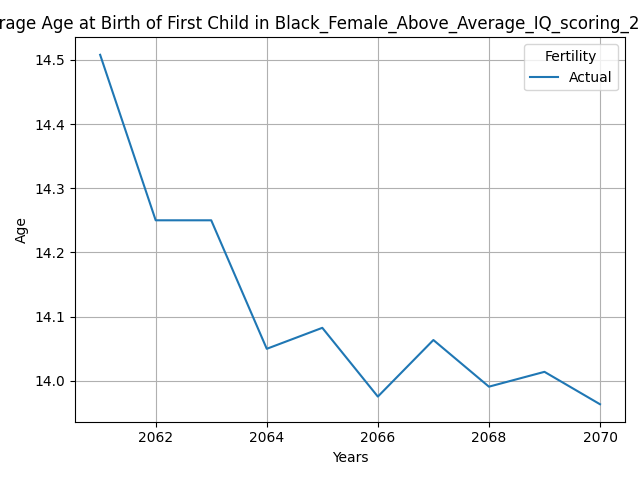 rage Age at Birth of First Child in Black_Female_Above_Average_IQ_scoring_2
Fertility
Actual
14.5
14.4
14.3
14.2
14.1
14.0
Age
2062 2064 2066 2068 2070
Years